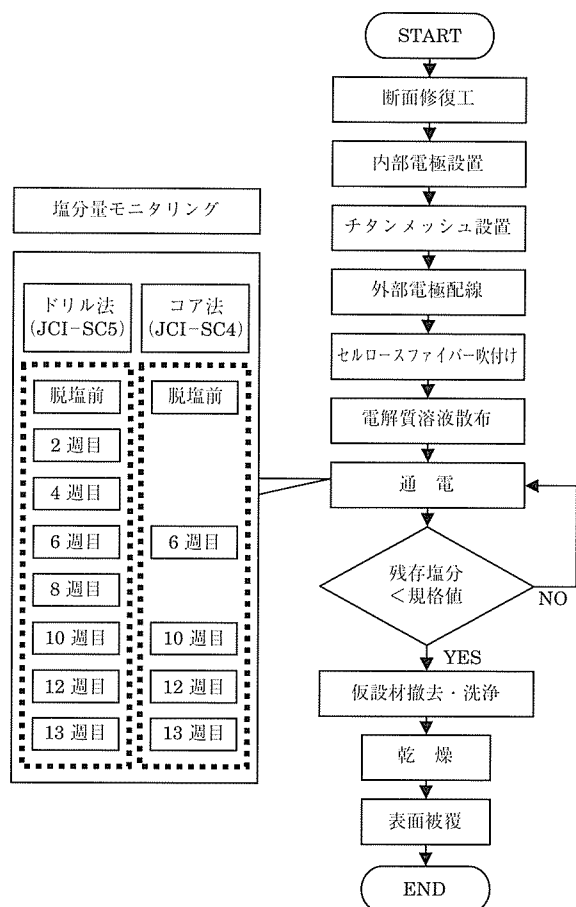 START
断面修復工
内部電極設置
チタンメッシュ設置
外部電極配線
セルロースファイバー吹付け
電解質溶液散布
通 電
残存塩分
<規格値
NO
YES
仮設材撤去・洗浄
乾 燥
表面被覆
END
塩分量モニタリング
ドリル法
(JCI-SC5)
脱塩前
2 週目
4 週目
6 週目
8 週目
10 週目
12 週目
13 週目
コア法
(JCI-SC4)
脱塩前
6 週目
10 週目
12 週目
13 週目